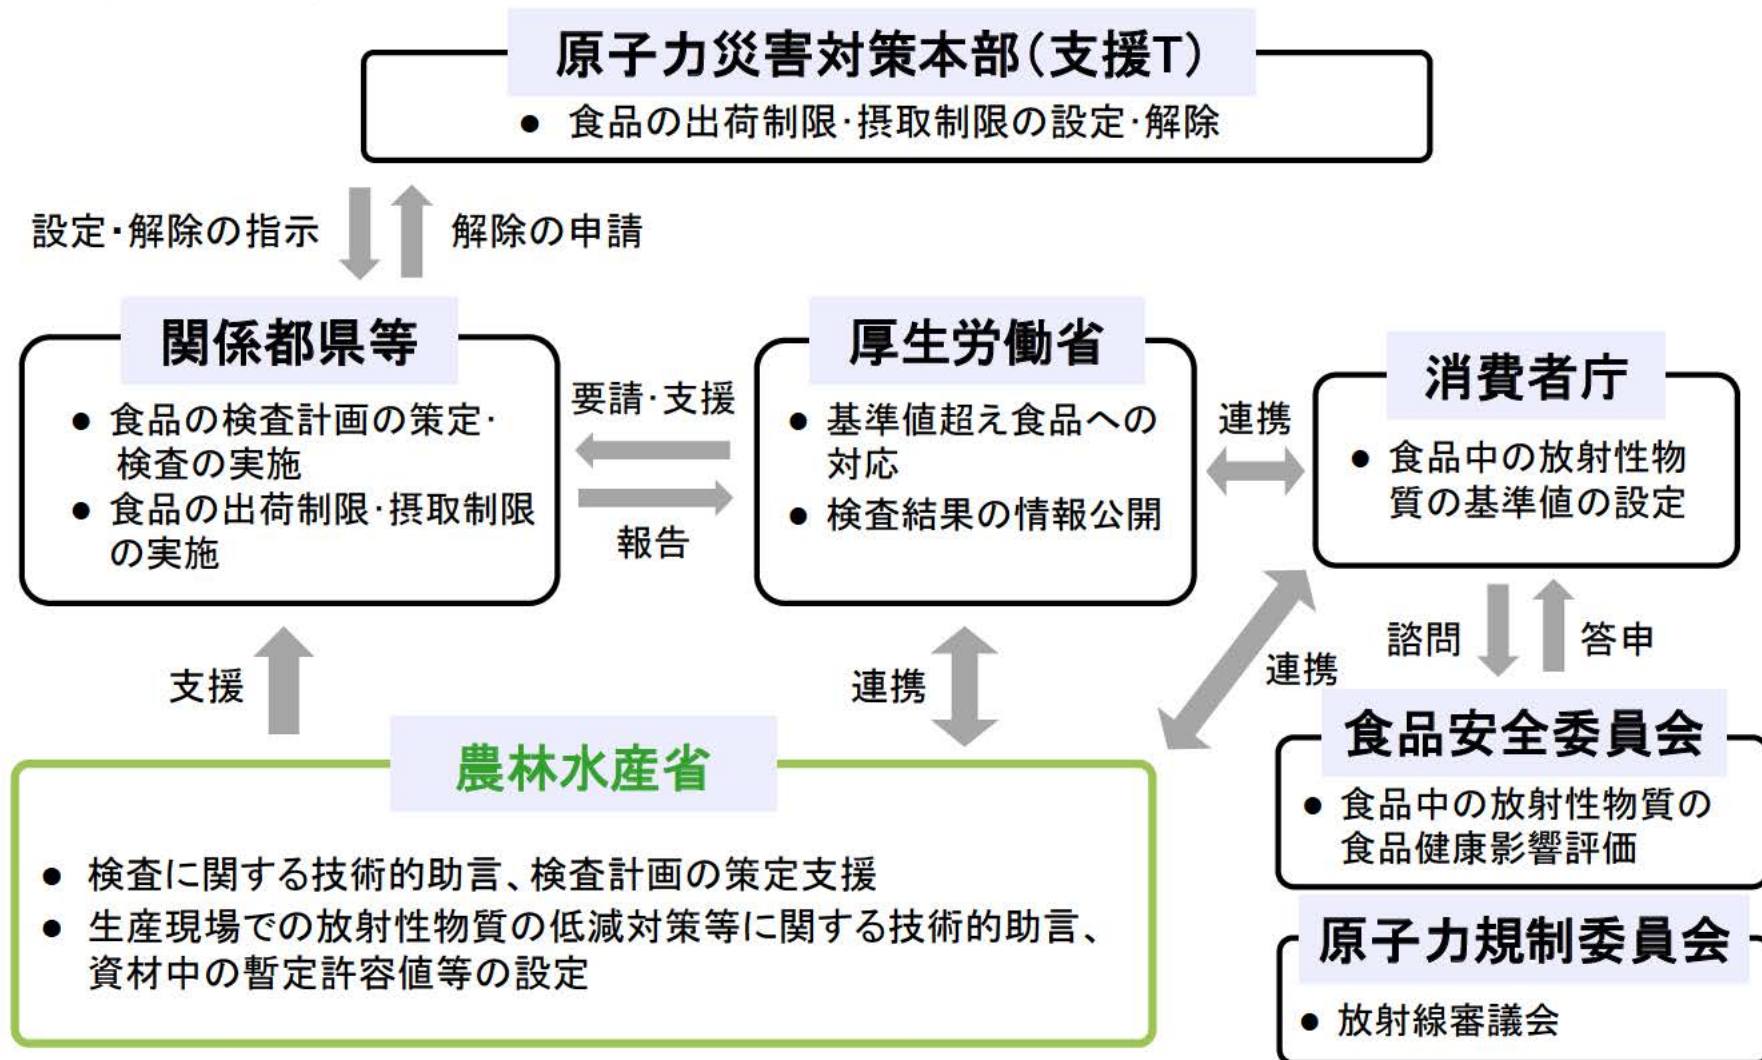 原子力災害対策本部(支援T)
● 食品の出荷制限･摂取制限の設定･解除
設定･解除の指示
解除の申請
関係都県等
● 食品の検査計画の策定･
検査の実施
● 食品の出荷制限･摂取制限
の実施
要請･支援
報告
厚生労働省
● 基準値超え食品への
対応
● 検査結果の情報公開
連携
消費者庁
● 食品中の放射性物
質の基準値の設定
支援
連携
連携
諮問
答申
農林水産省
● 検査に関する技術的助言、検査計画の策定支援
● 生産現場での放射性物質の低減対策等に関する技術的助言、
資材中の暫定許容値等の設定
食品安全委員会
● 食品中の放射性物質の
食品健康影響評価
原子力規制委員会
● 放射線審議会